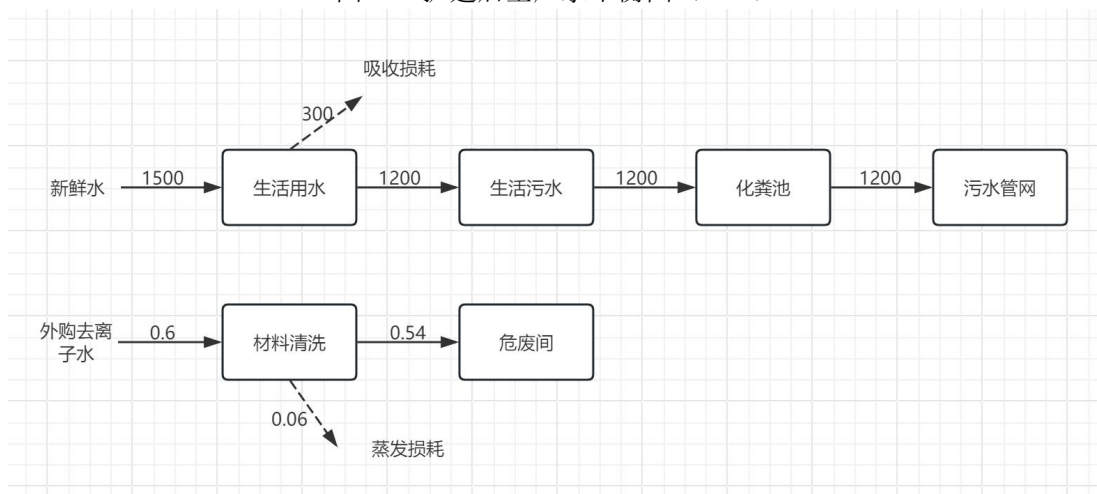 吸收损耗
300
新鲜水
1500
生活用水
1200
生活污水
1200
化粪池
1200
污水管网
外购去离
子水
0.6
材料清洗
0.54
危废间
0.06
蒸发损耗